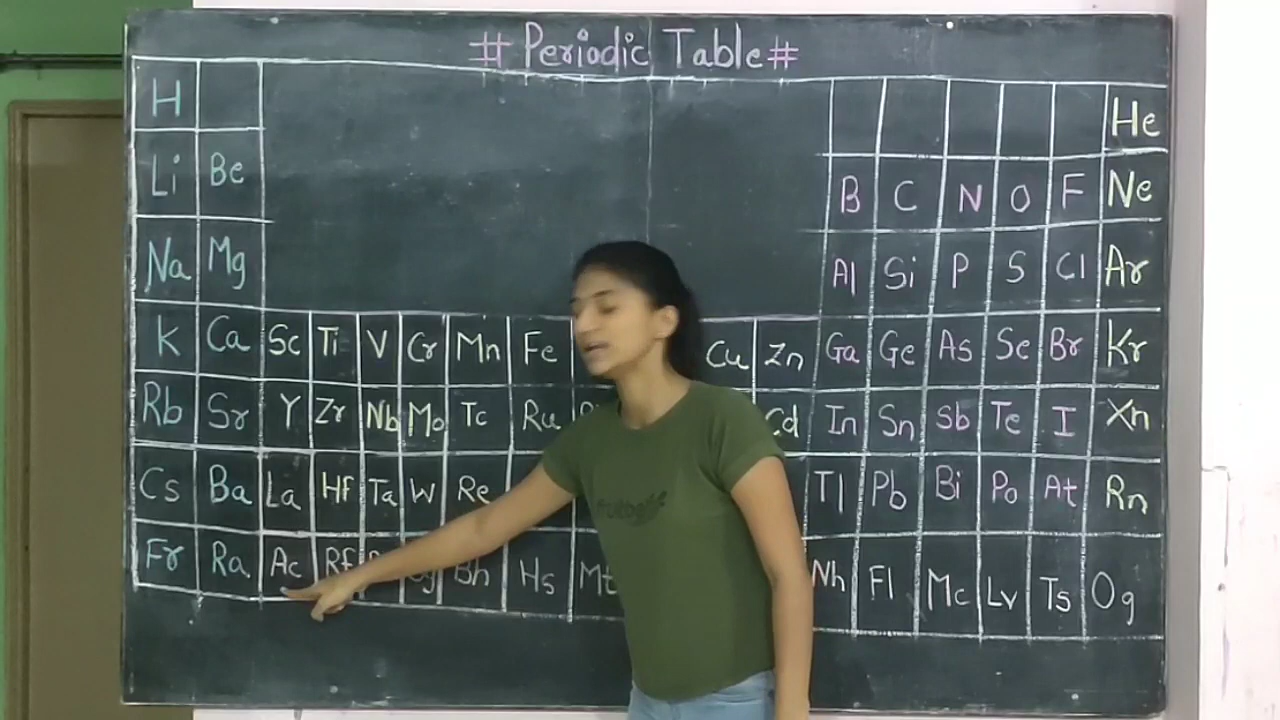 # Periodic Table #
H He
Li Be B C N O F Ne
Na Mg Al Si P S Cl Ar
K Ca Sc Ti V Cr Mn Fe Cu Zn Ga Ge As Se Br Kr
Rb Sr Y Zr Nb Mo Tc Ru Cd In Sn Sb Te I Xn
Cs Ba La Hf Ta W Re Tl Pb Bi Po At Rn
Fr Ra Ac Rf Bh Hs Mt Nh Fl Mc Lv Ts Og